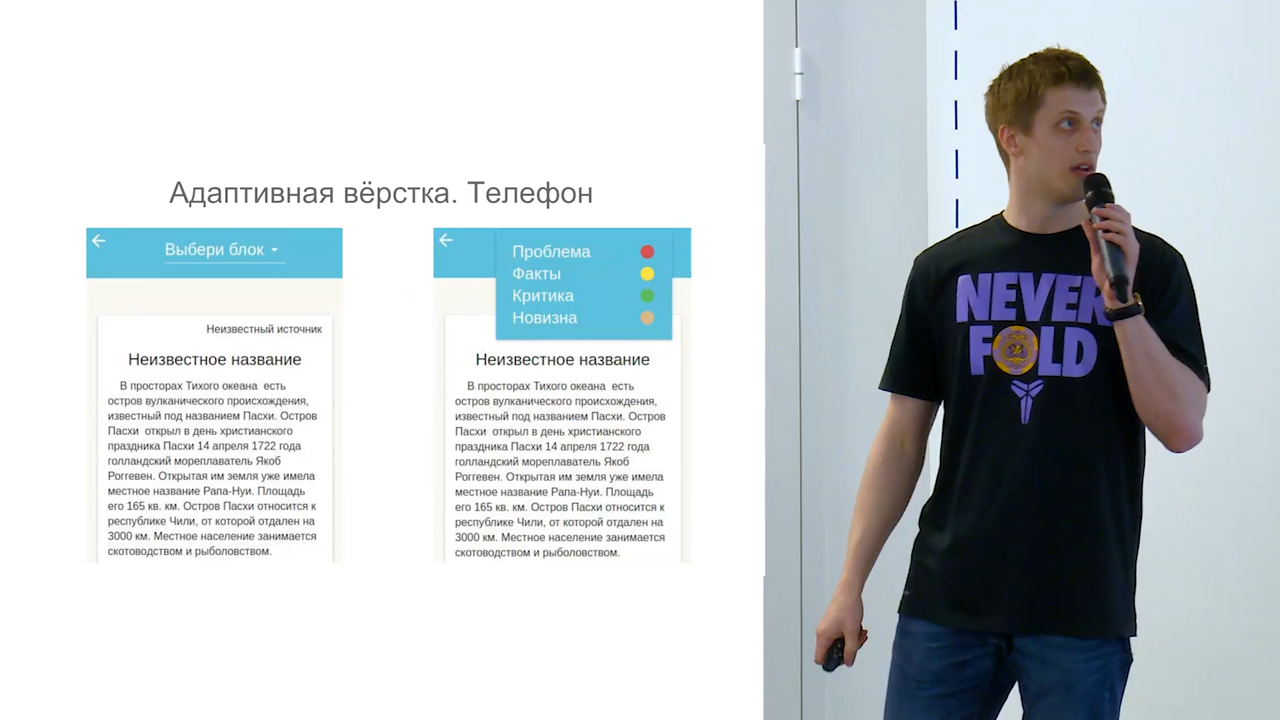 Адаптивная вёрстка. Телефон
Выбери блок
Неизвестный источник
Неизвестное название
В просторах Тихого океана есть
остров вулканического происхождения,
известный под названием Пасхи. Остров
Пасхи открыл в день христианского
праздника Пасхи 14 апреля 1722 года
голландский мореплаватель Якоб
Роггевен. Открытая им земля уже имела
местное название Рапа-Нуи. Площадь
его 165 кв. км. Остров Пасхи относится к
республике Чили, от которой отдален на
3000 км. Местное население занимается
скотоводством и рыболовством.
Проблема
Факты
Критика
Новизна
Неизвестное название
В просторах Тихого океана есть
остров вулканического происхождения,
известный под названием Пасхи. Остров
Пасхи открыл в день христианского
праздника Пасхи 14 апреля 1722 года
голландский мореплаватель Якоб
Роггевен. Открытая им земля уже имела
местное название Рапа-Нуи. Площадь
его 165 кв. км. Остров Пасхи относится к
республике Чили, от которой отдален на
3000 км. Местное население занимается
скотоводством и рыболовством.
NEVER
FOLD